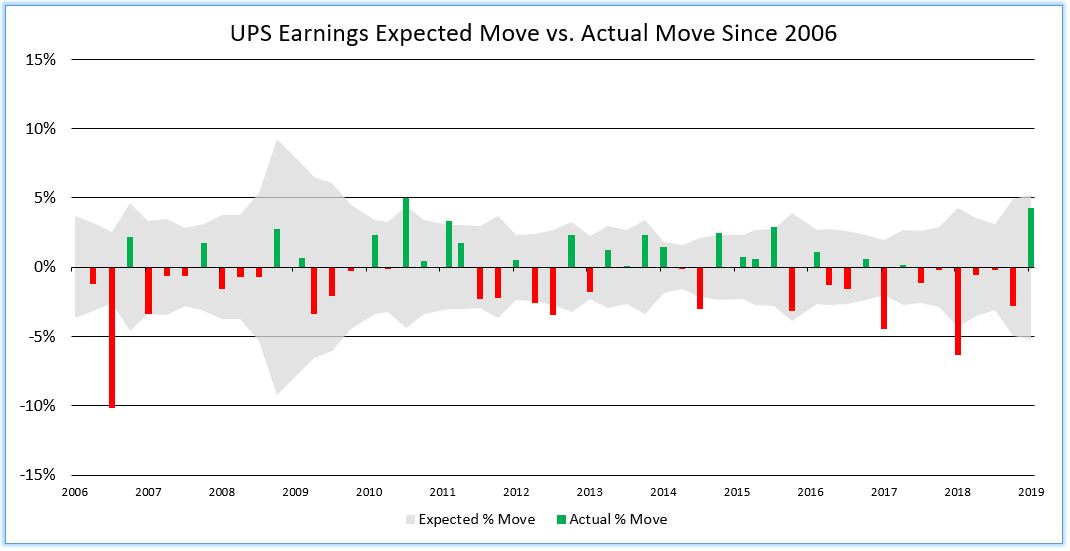 UPS Earnings Expected Move vs. Actual Move Since 2006
15%
10%
5%
0%
-5%
-10%
-15%
2006 2007 2008 2009 2010 2011 2012 2013 2014 2015 2016 2017 2018 2019
Expected % Move Actual % Move